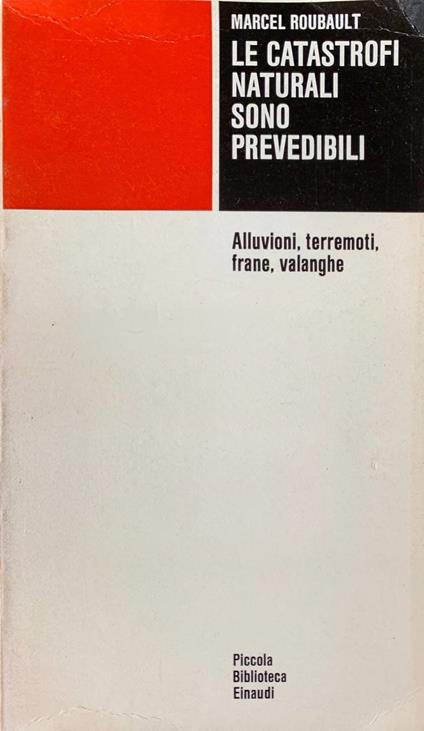 MARCEL ROUBAULT
LE CATASTROFI
NATURALI
SONO
PREVEDIBILI
Alluvioni, terremoti,
frane, valanghe
Piccola
Biblioteca
Einaudi